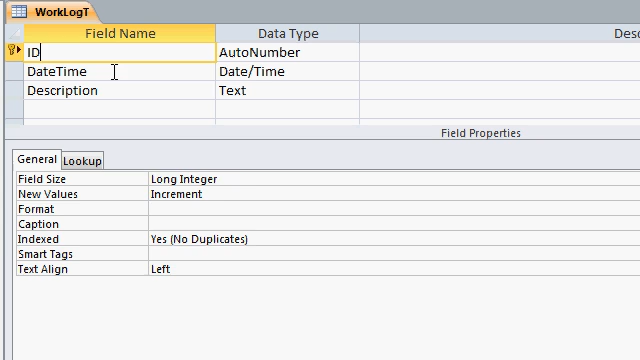 WorkLogT
Field Name Data Type Desc
ID AutoNumber
DateTime Date/Time
Description Text
Field Properties
General Lookup
Field Size Long Integer
New Values Increment
Format
Caption
Indexed Yes (No Duplicates)
Smart Tags
Text Align Left